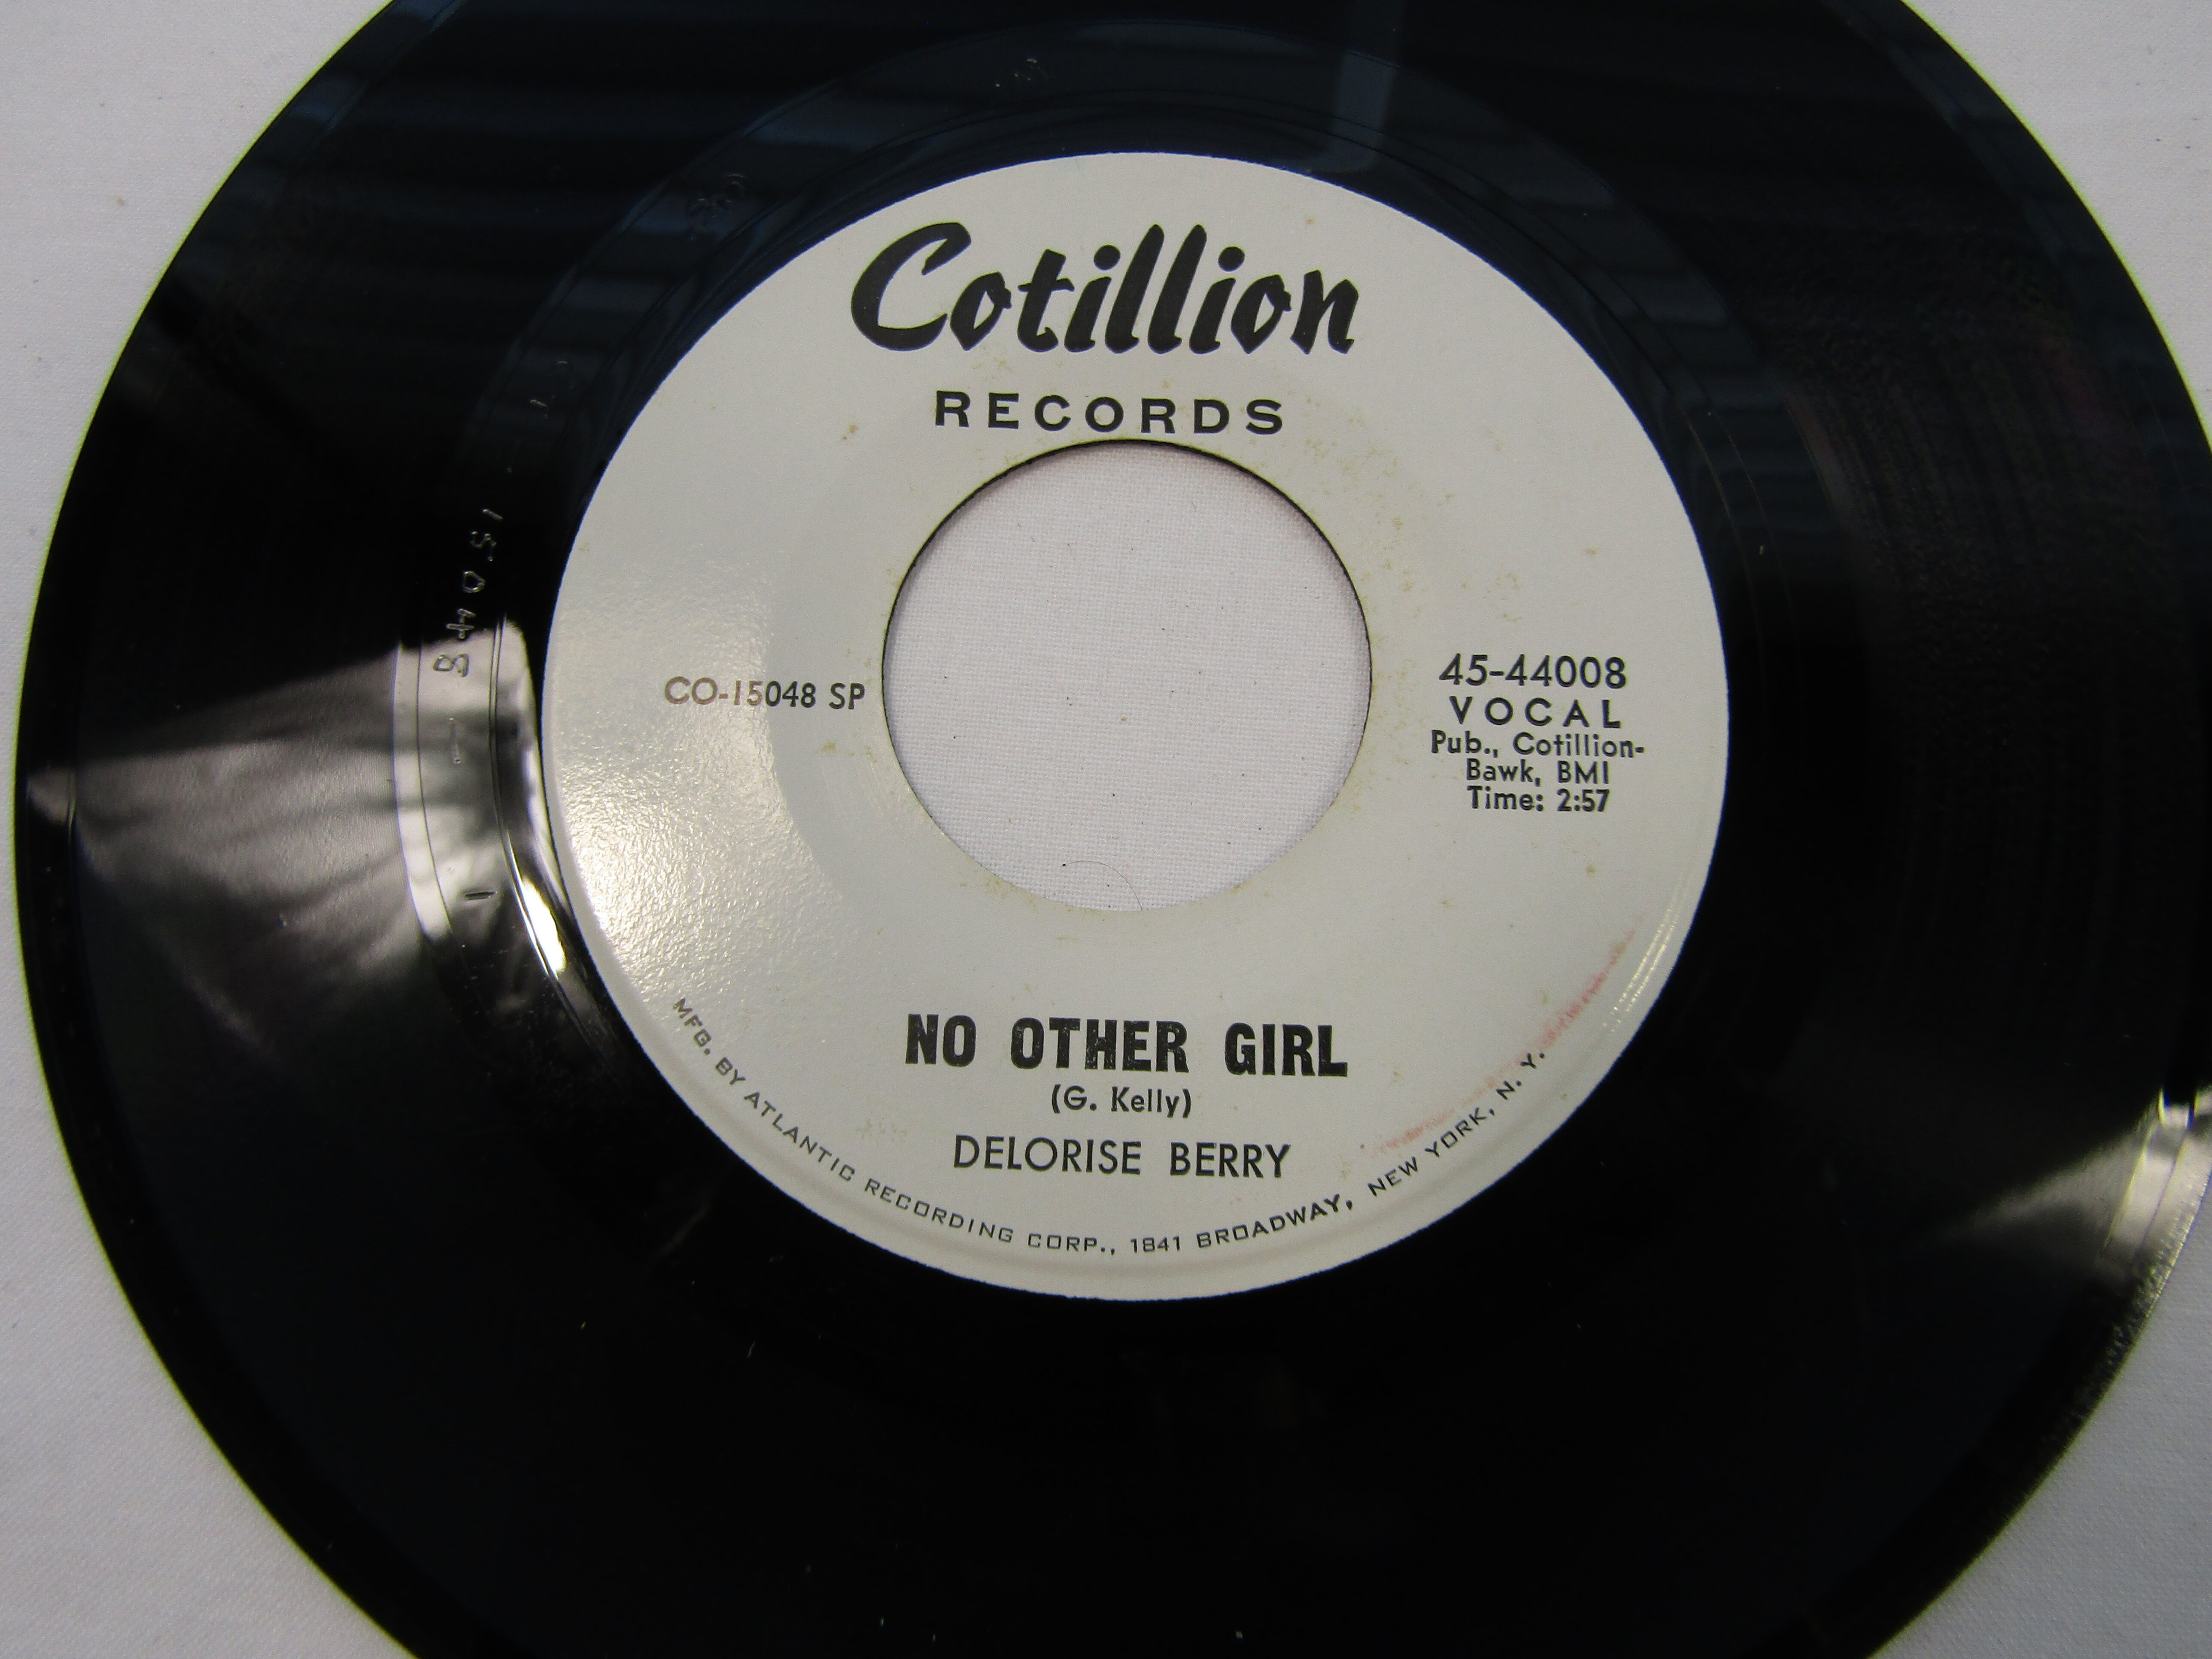 Cotillion
RECORDS
CO-15048 SP
45-44008
VOCAL
Pub., Cotillion-
Bawk, BMI
Time: 2:57
NO OTHER GIRL
(G. Kelly)
DELORISE BERRY
MFG. BY ATLANTIC RECORDING CORP., 1841 BROADWAY, NEW YORK, N. Y.